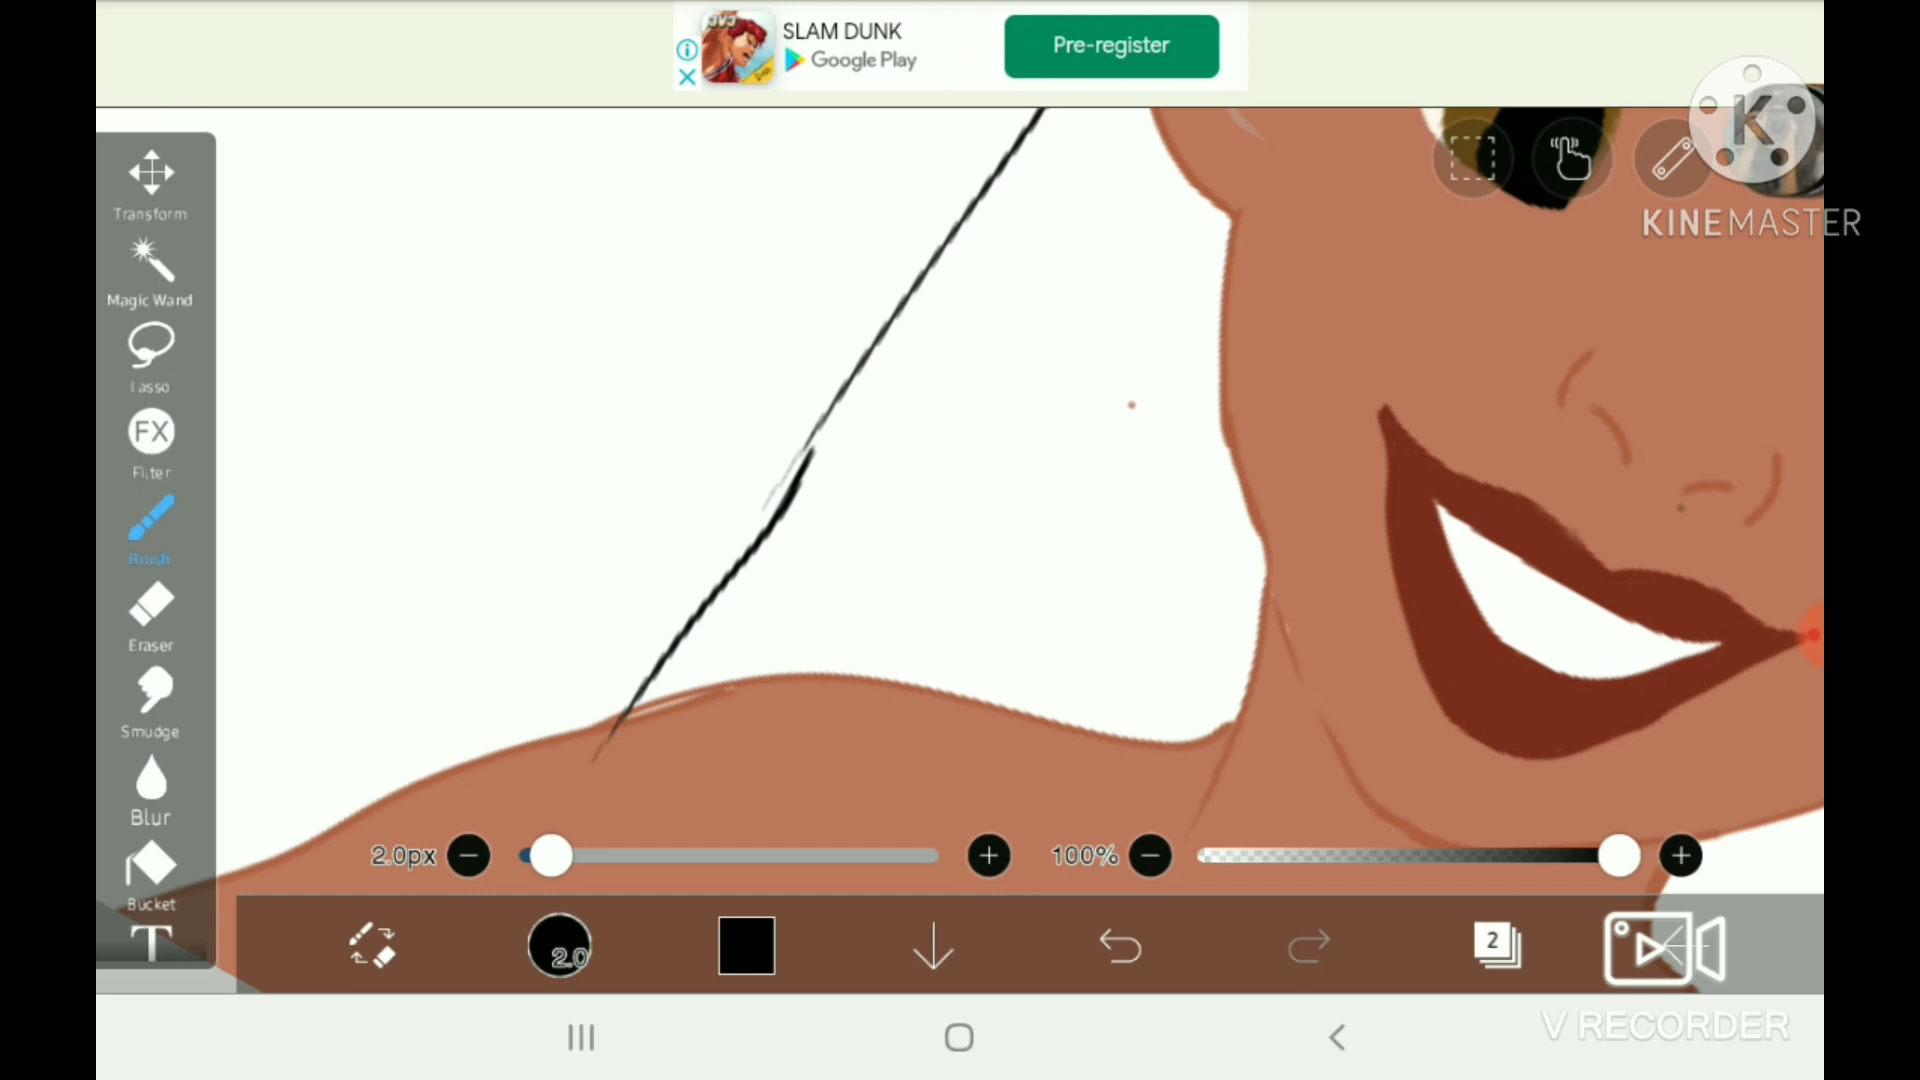 3V3
SLAM DUNK
Google Play
Pre-register
K
KINEMASTER
Transform
Magic Wand
Lasso
FX
Filter
Brush
Eraser
Smudge
Blur
Bucket
T
2.0px
100%
2.0
2
V RECORDER